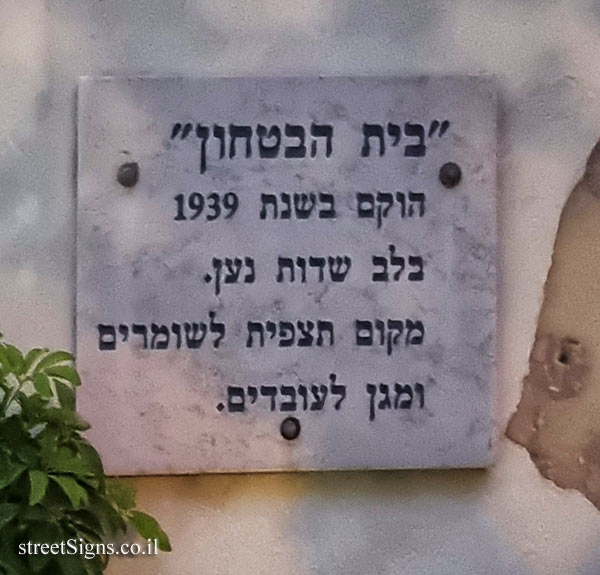 "בית הבטחון"
הוקם בשנת 1939
בלב שדות נען.
מקום תצפית לשומרים
ומגן לעובדים.
streetSigns.co.il/